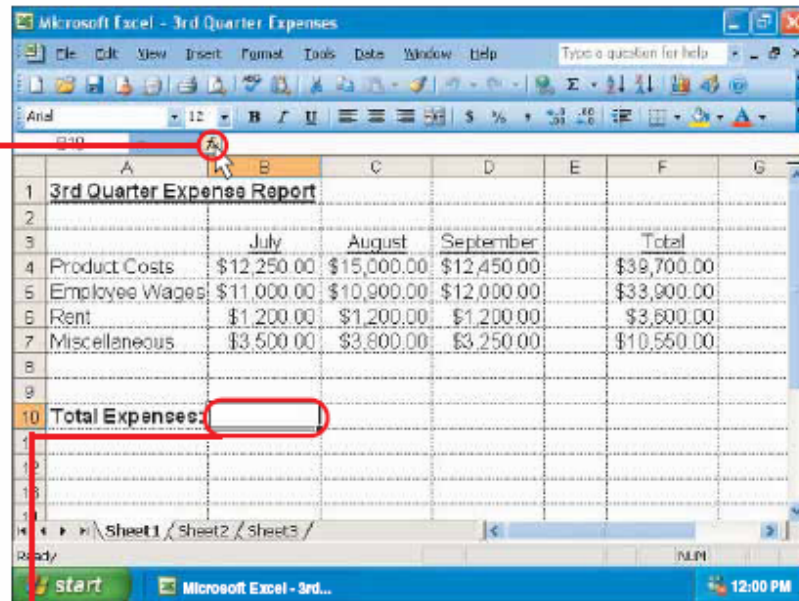 Microsoft Excel - 3rd Quarter Expenses
File Edit View Insert Format Tools Data Window Help Type a question for help
Arial 12 B I U $ % ,
B10 fx
A B C D E F G
1 3rd Quarter Expense Report
2
3 July August September Total
4 Product Costs $12,250.00 $15,000.00 $12,450.00 $39,700.00
5 Employee Wages $11,000.00 $10,900.00 $12,000.00 $33,900.00
6 Rent $1,200.00 $1,200.00 $1,200.00 $3,600.00
7 Miscellaneous $3,500.00 $3,800.00 $3,250.00 $10,550.00
8
9
10 Total Expenses:
12
13
Sheet1 / Sheet2 / Sheet3 /
Ready NUM
start Microsoft Excel - 3rd... 12:00 PM